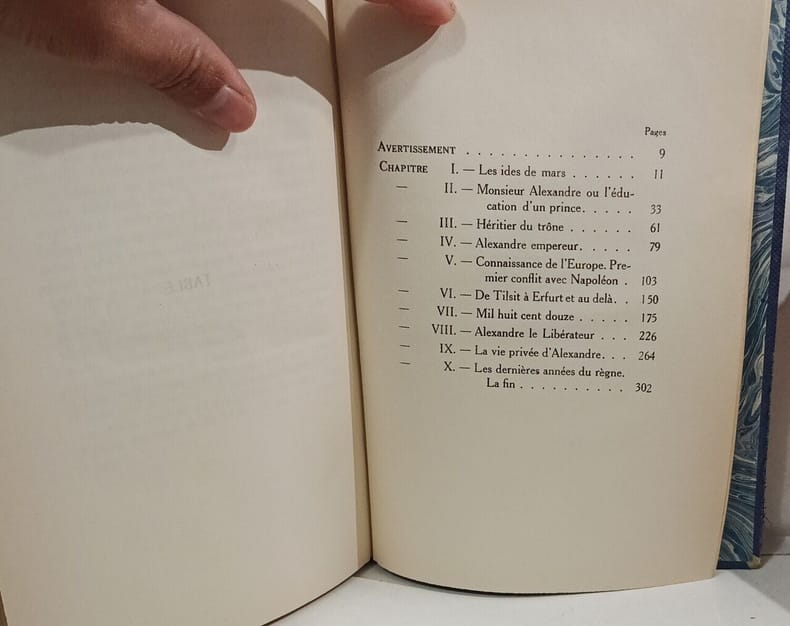 TABLE
Pages
AVERTISSEMENT . . . . . . . . . . . . . . . 9
CHAPITRE I. — Les ides de mars . . . . . . 11
— II. — Monsieur Alexandre ou l'édu-
cation d'un prince. . . . . 33
— III. — Héritier du trône . . . . . . 61
— IV. — Alexandre empereur. . . . . 79
— V. — Connaissance de l'Europe. Pre-
mier conflit avec Napoléon . 103
— VI. — De Tilsit à Erfurt et au delà. . 150
— VII. — Mil huit cent douze . . . . . 175
— VIII. — Alexandre le Libérateur . . . 226
— IX. — La vie privée d'Alexandre. . . 264
— X. — Les dernières années du règne.
La fin . . . . . . . . . . 302